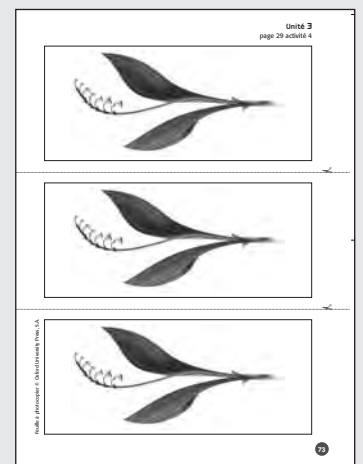 Unité 3
page 29 activité 4
Feuille à photocopier © Oxford University Press, S.A.
73